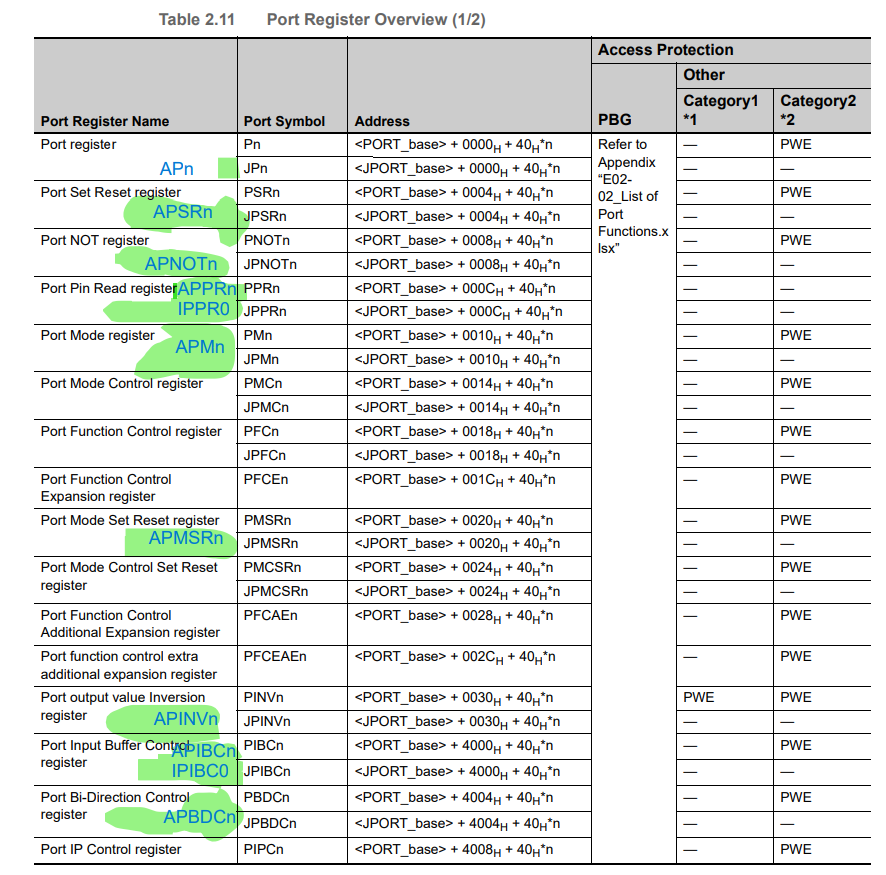 Table 2.11 Port Register Overview (1/2)
Access Protection
Other
Port Register Name Port Symbol Address PBG Category1 *1 Category2 *2
Port register Pn <PORT_base> + 0000H + 40H*n Refer to Appendix “E02-02_List of Port Functions.xlsx” — PWE
APn JPn <JPORT_base> + 0000H + 40H*n — —
Port Set Reset register PSRn <PORT_base> + 0004H + 40H*n — PWE
APSRn JPSRn <JPORT_base> + 0004H + 40H*n — —
Port NOT register PNOTn <PORT_base> + 0008H + 40H*n — PWE
APNOTn JPNOTn <JPORT_base> + 0008H + 40H*n — —
Port Pin Read register APPRn PPRn <PORT_base> + 000CH + 40H*n — —
IPPR0 JPPRn <JPORT_base> + 000CH + 40H*n — —
Port Mode register PMn <PORT_base> + 0010H + 40H*n — PWE
APMn JPMn <JPORT_base> + 0010H + 40H*n — —
Port Mode Control register PMCn <PORT_base> + 0014H + 40H*n — PWE
JPMCn <JPORT_base> + 0014H + 40H*n — —
Port Function Control register PFCn <PORT_base> + 0018H + 40H*n — PWE
JPFCn <JPORT_base> + 0018H + 40H*n — —
Port Function Control Expansion register PFCEn <PORT_base> + 001CH + 40H*n — PWE
Port Mode Set Reset register PMSRn <PORT_base> + 0020H + 40H*n — PWE
APMSRn JPMSRn <JPORT_base> + 0020H + 40H*n — —
Port Mode Control Set Reset register PMCSRn <PORT_base> + 0024H + 40H*n — PWE
JPMCSRn <JPORT_base> + 0024H + 40H*n — —
Port Function Control Additional Expansion register PFCAEn <PORT_base> + 0028H + 40H*n — PWE
Port function control extra additional expansion register PFCEAEn <PORT_base> + 002CH + 40H*n — PWE
Port output value Inversion register PINVn <PORT_base> + 0030H + 40H*n PWE PWE
APINVn JPINVn <JPORT_base> + 0030H + 40H*n — —
Port Input Buffer Control register APIBCn PIBCn <PORT_base> + 4000H + 40H*n — PWE
IPIBC0 JPIBCn <JPORT_base> + 4000H + 40H*n — —
Port Bi-Direction Control register PBDCn <PORT_base> + 4004H + 40H*n — PWE
APBDCn JPBDCn <JPORT_base> + 4004H + 40H*n — —
Port IP Control register PIPCn <PORT_base> + 4008H + 40H*n — PWE